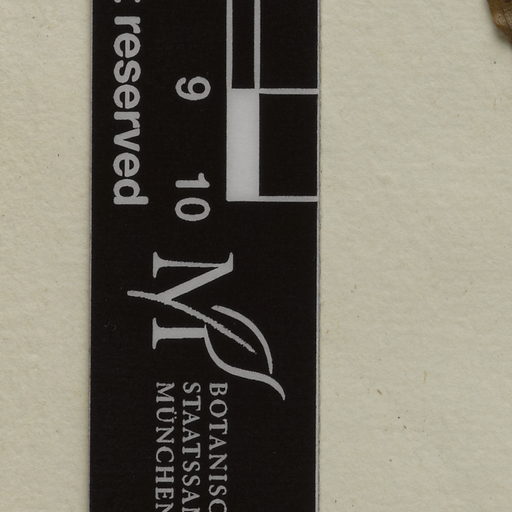 reserved
9 10
M
BOTANISC
STAATSSA
MÜNCHEN